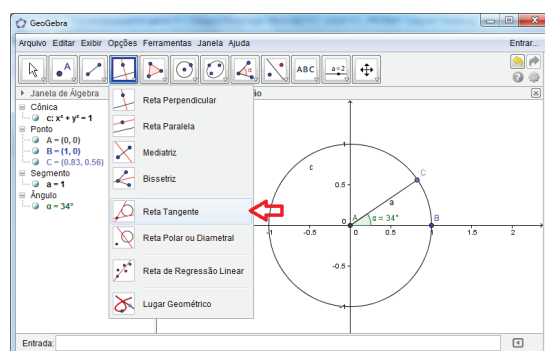 GeoGebra
Arquivo Editar Exibir Opções Ferramentas Janela Ajuda
Entrar...
A
α
ABC
a=2
Janela de Álgebra
Cônica
c: x² + y² = 1
Ponto
A = (0, 0)
B = (1, 0)
C = (0.83, 0.56)
Segmento
a = 1
Ângulo
α = 34°
Reta Perpendicular
Reta Paralela
Mediatriz
Bissetriz
Reta Tangente
Reta Polar ou Diametral
Reta de Regressão Linear
Lugar Geométrico
1
c
C
0.5
a
0
A
α = 34°
B
-1 -0.5 0 0.5 1 1.5 2
-0.5
-1
Entrada: